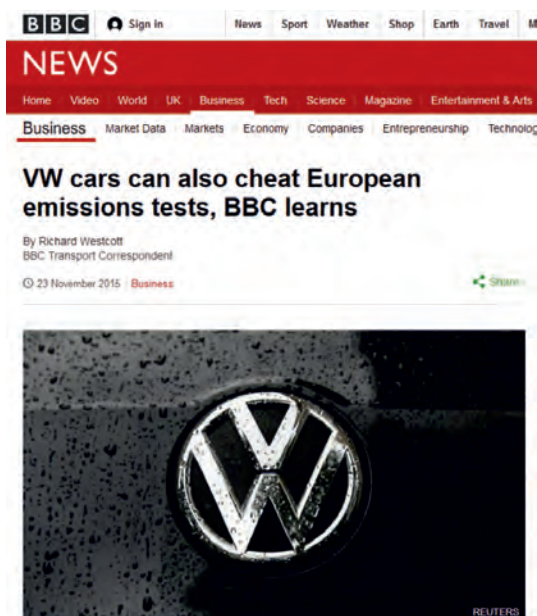 BBC Sign in News Sport Weather Shop Earth Travel M
NEWS
Home Video World UK Business Tech Science Magazine Entertainment & Arts
Business Market Data Markets Economy Companies Entrepreneurship Technolog
VW cars can also cheat European
emissions tests, BBC learns
By Richard Westcott
BBC Transport Correspondent
23 November 2015 Business
Share
VW
REUTERS